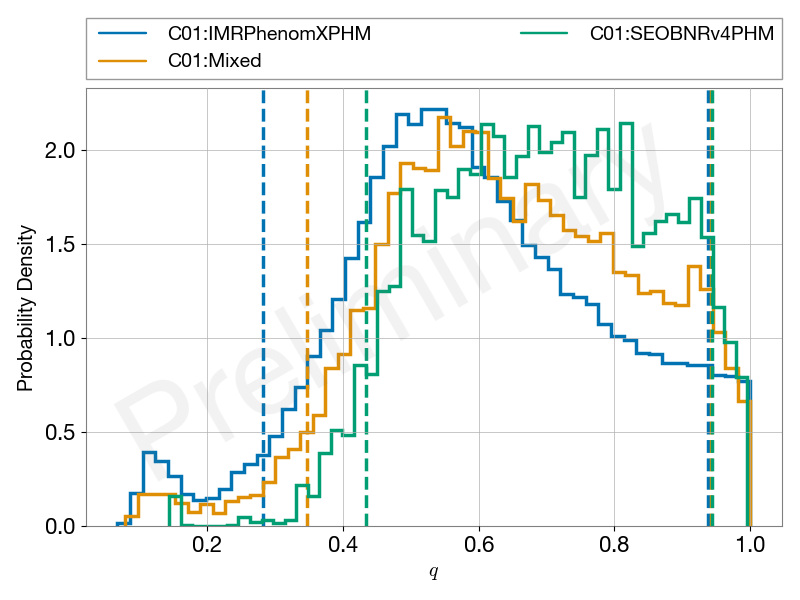 C01:IMRPhenomXPHM
C01:Mixed
C01:SEOBNRv4PHM
Preliminary
Probability Density
2.0
1.5
1.0
0.5
0.0
0.2
0.4
0.6
0.8
1.0
q